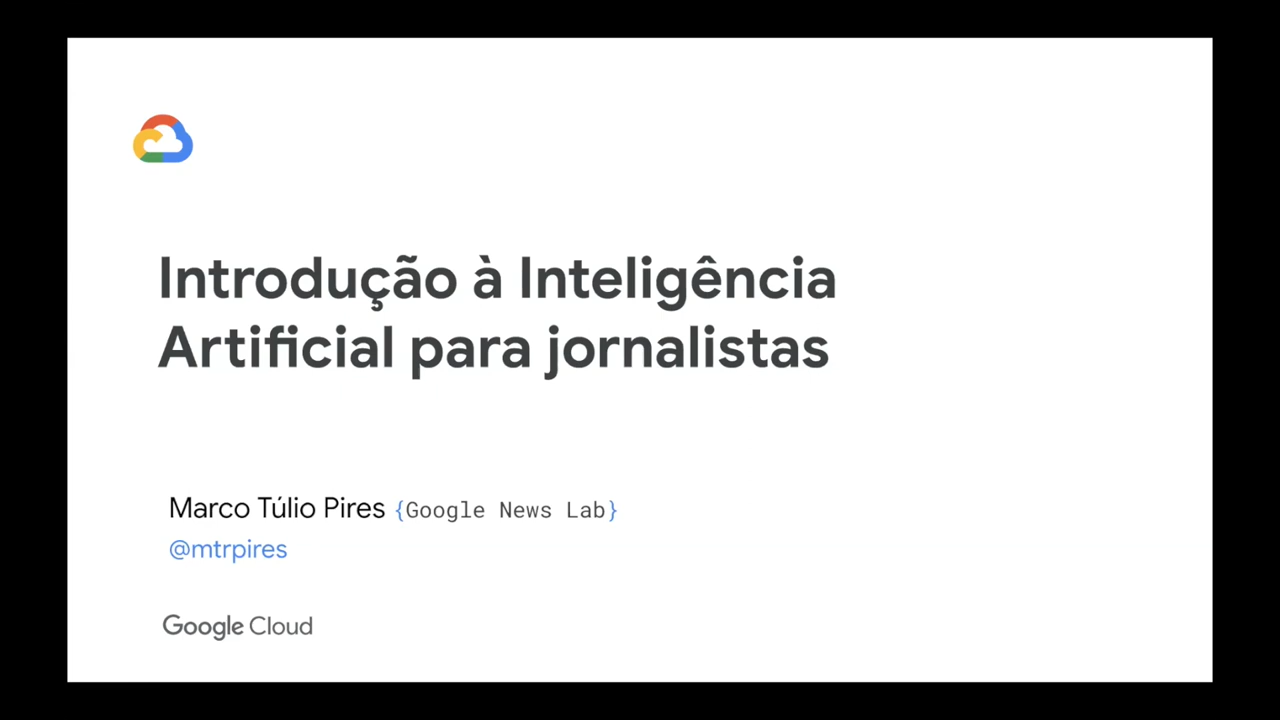 Introdução à Inteligência
Artificial para jornalistas
Marco Túlio Pires {Google News Lab}
@mtrpires
Google Cloud